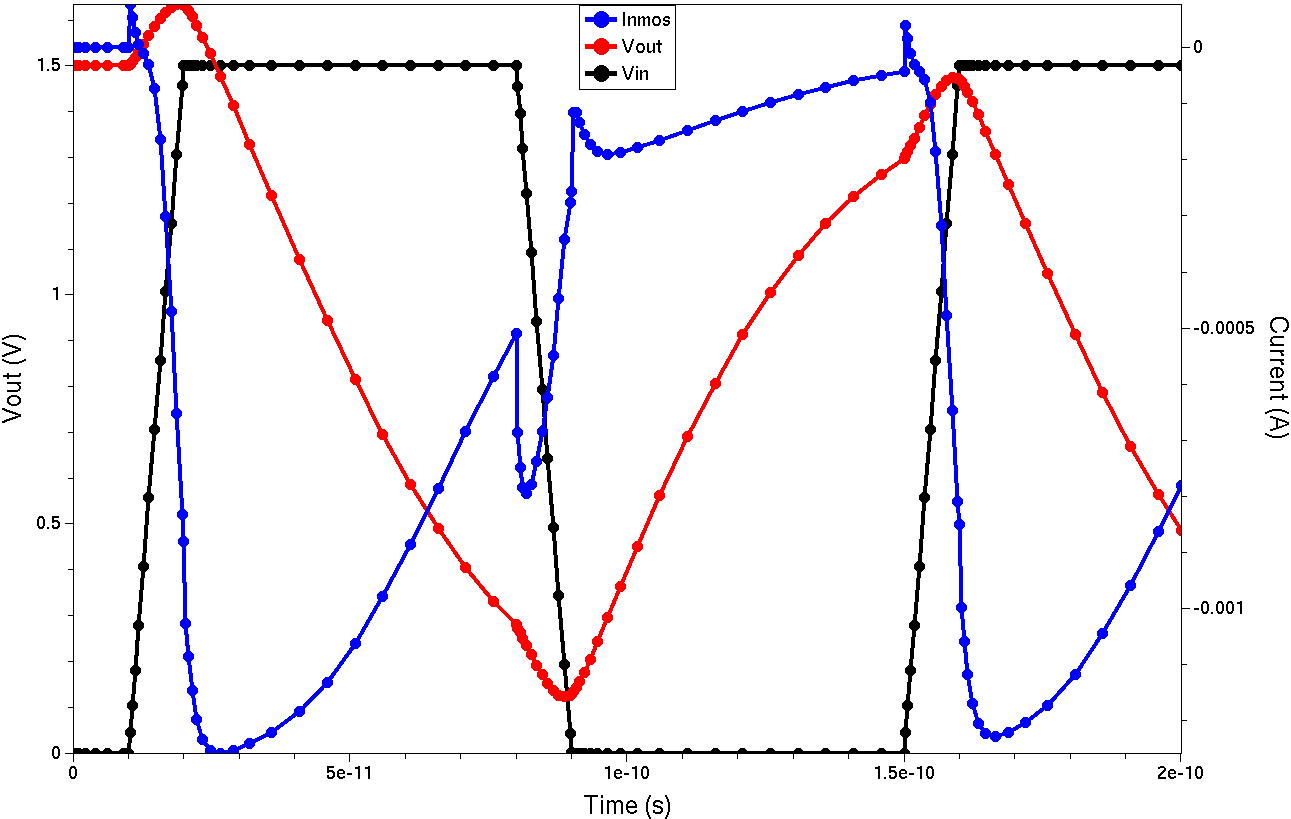 Inmos
Vout
Vin
1.5
1
0.5
0
Vout (V)
0
-0.0005
-0.001
Current (A)
0
5e-11
1e-10
1.5e-10
2e-10
Time (s)